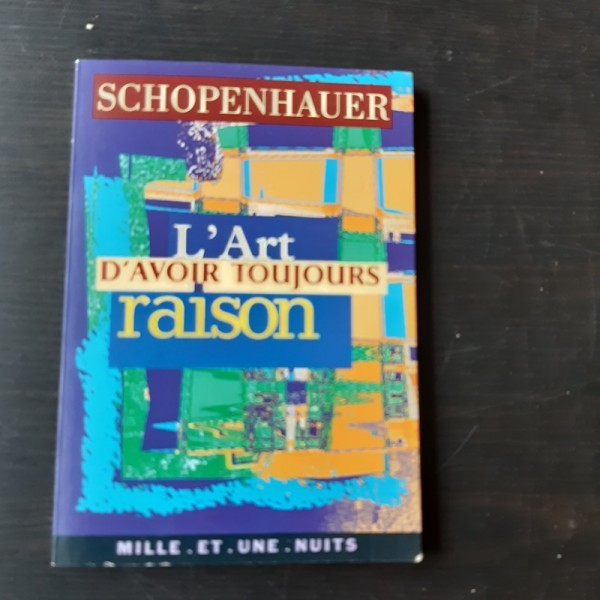 SCHOPENHAUER
L'Art
D'AVOIR TOUJOURS
raison
MILLE.ET.UNE.NUITS